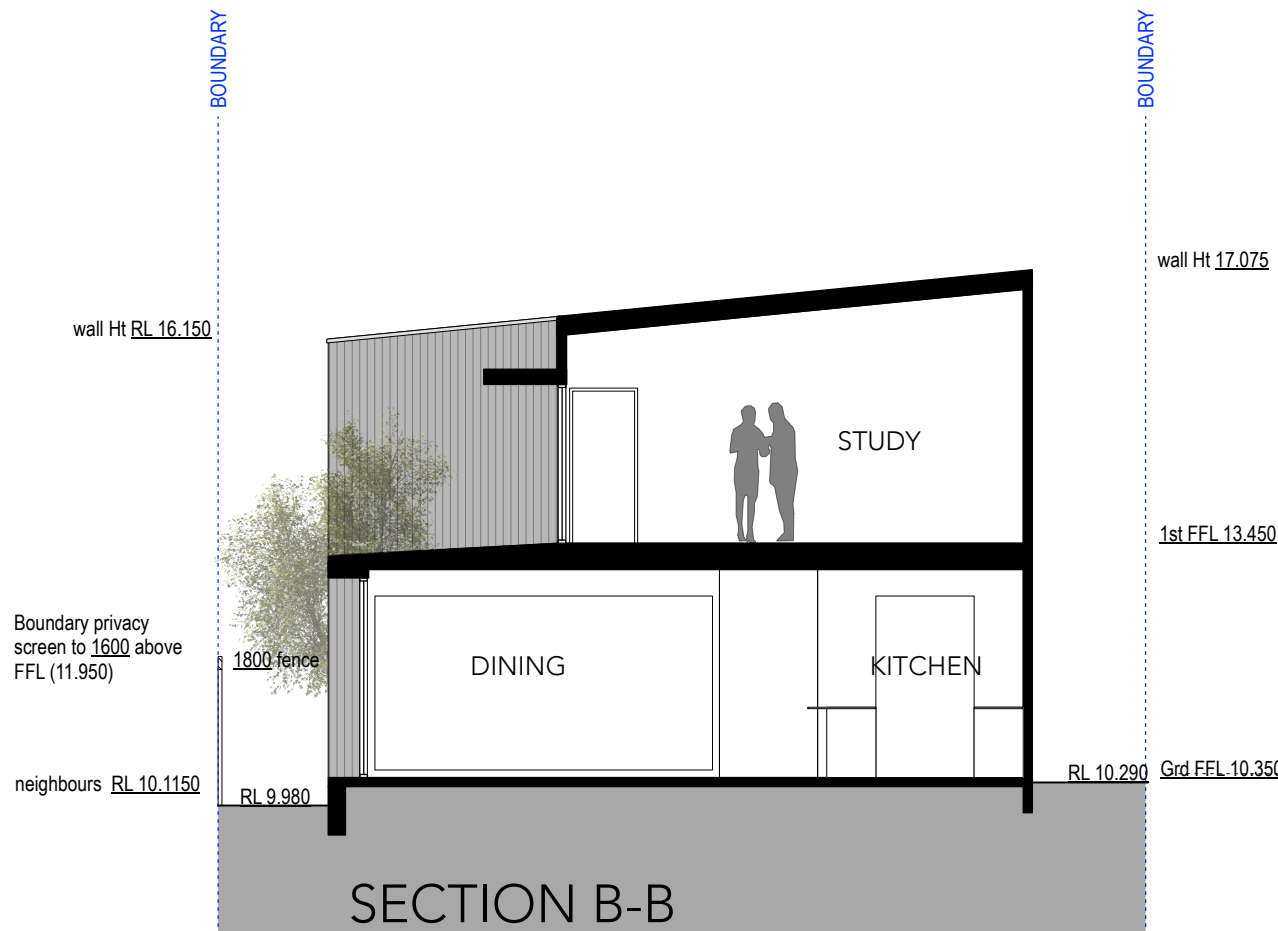 BOUNDARY
BOUNDARY
wall Ht 17.075
wall Ht RL 16.150
STUDY
1st FFL 13.450
Boundary privacy
screen to 1600 above
FFL (11.950)
1800 fence
DINING
KITCHEN
neighbours RL 10.1150
RL 9.980
RL 10.290
Grd FFL 10.350
SECTION B-B